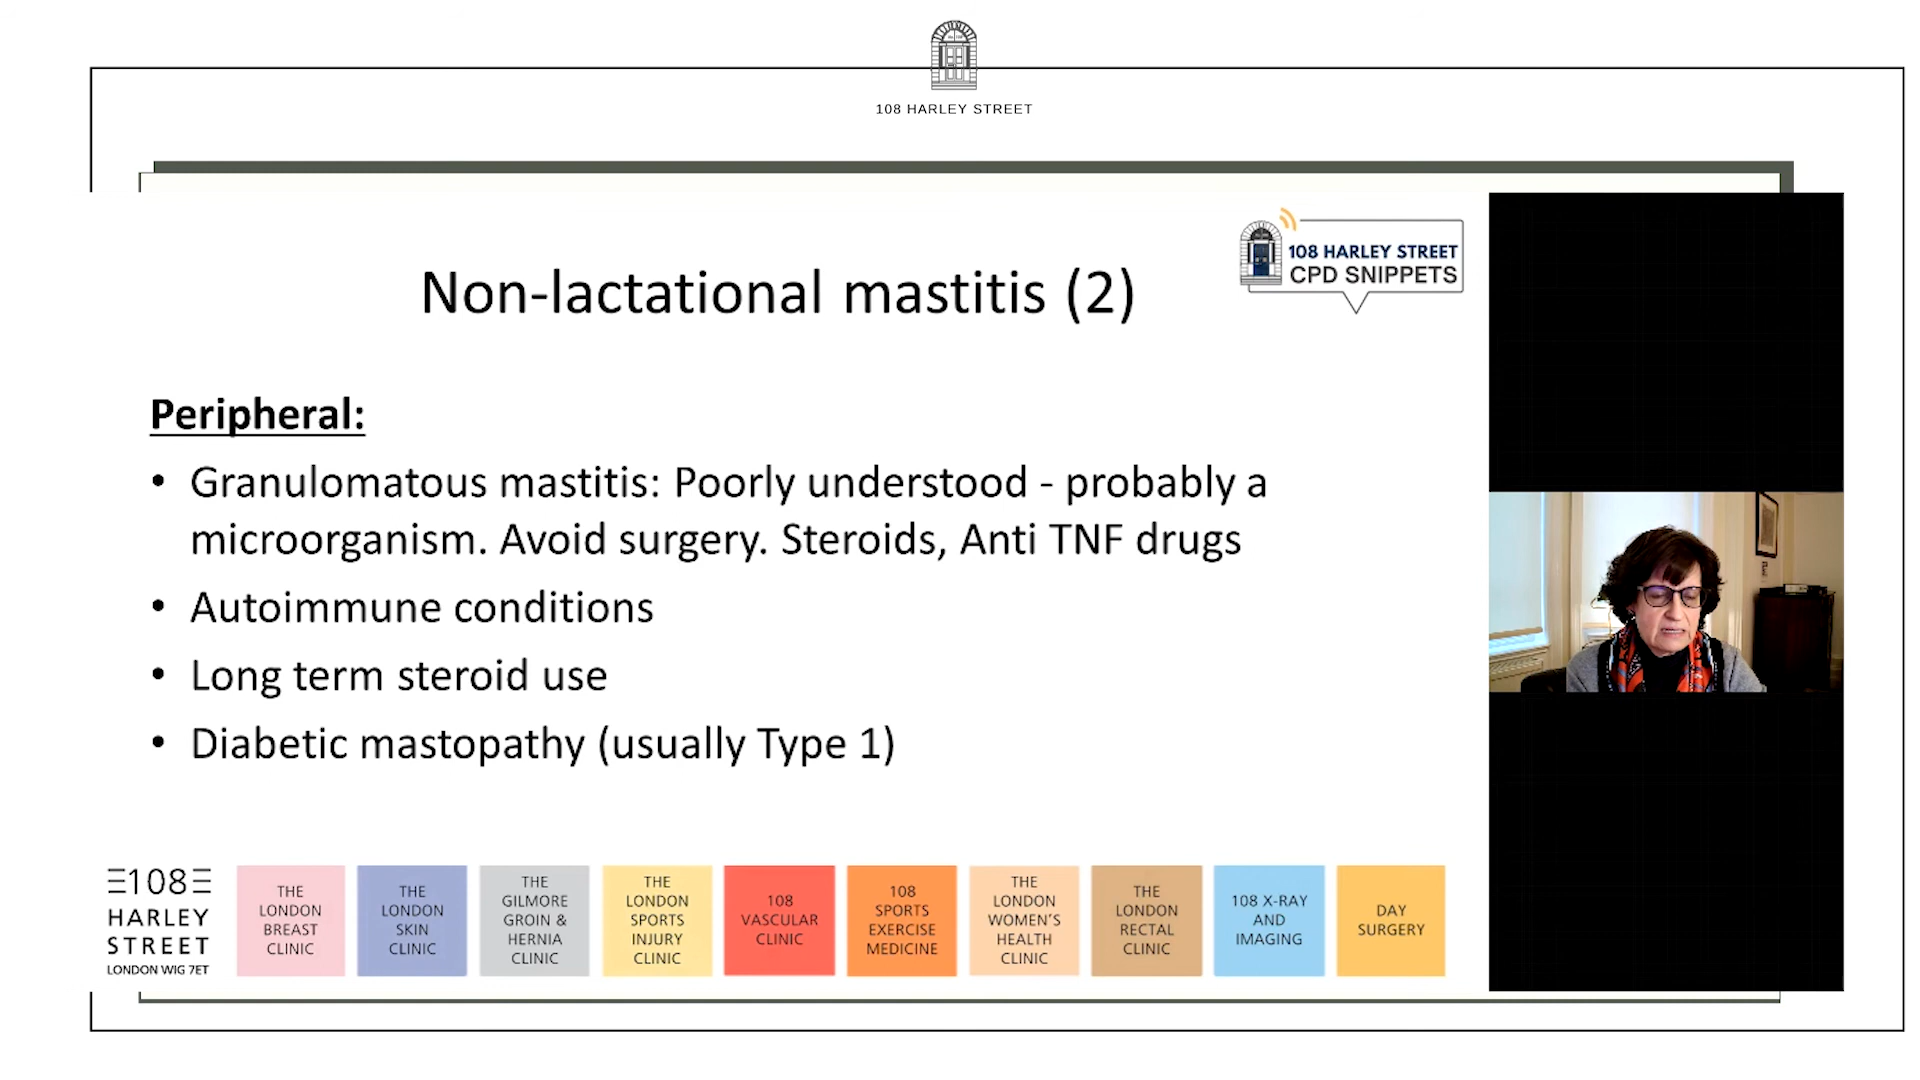 108 HARLEY STREET
108 HARLEY STREET
CPD SNIPPETS
Non-lactational mastitis (2)
Peripheral:
• Granulomatous mastitis: Poorly understood - probably a
microorganism. Avoid surgery. Steroids, Anti TNF drugs
• Autoimmune conditions
• Long term steroid use
• Diabetic mastopathy (usually Type 1)
108
HARLEY
STREET
LONDON W1G 7ET
THE
LONDON
BREAST
CLINIC
THE
LONDON
SKIN
CLINIC
THE
GILMORE
GROIN &
HERNIA
CLINIC
THE
LONDON
SPORTS
INJURY
CLINIC
108
VASCULAR
CLINIC
108
SPORTS
EXERCISE
MEDICINE
THE
LONDON
WOMEN'S
HEALTH
CLINIC
THE
LONDON
RECTAL
CLINIC
108 X-RAY
AND
IMAGING
DAY
SURGERY